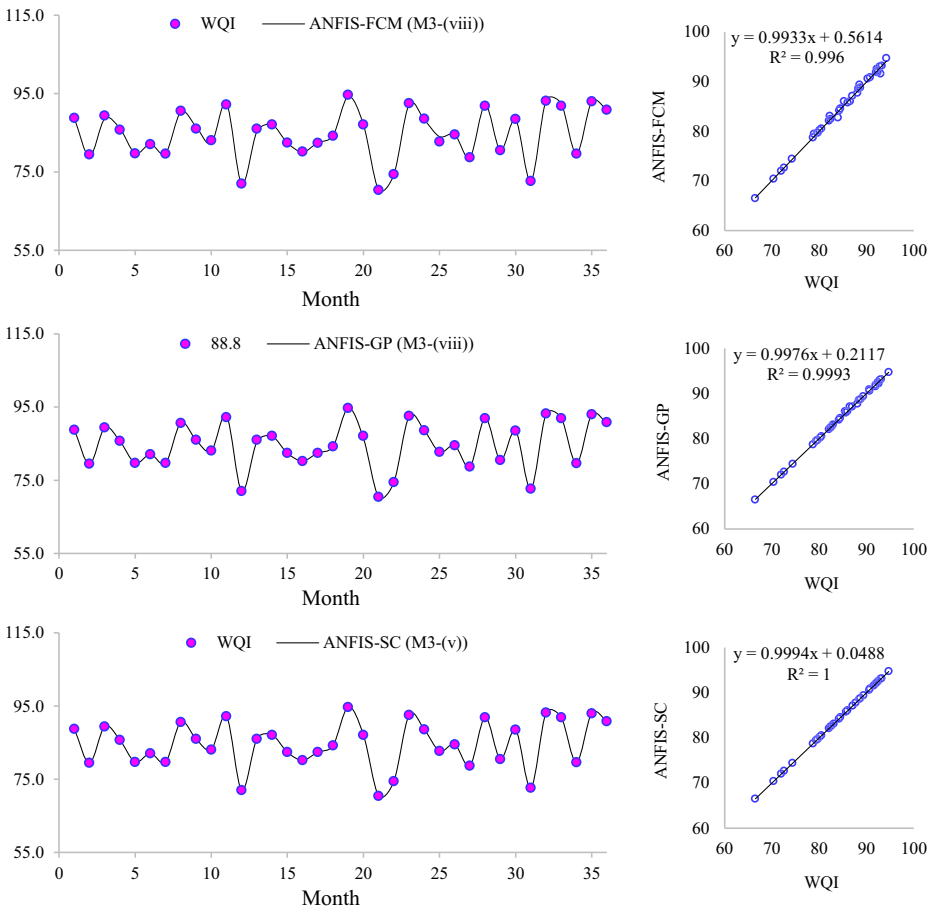 WQI ANFIS-FCM (M3-(viii))
115.0
95.0
75.0
55.0
0 5 10 15 20 25 30 35
Month
y = 0.9933x + 0.5614
R² = 0.996
ANFIS-FCM
100
90
80
70
60
60 70 80 90 100
WQI
88.8 ANFIS-GP (M3-(viii))
115.0
95.0
75.0
55.0
0 5 10 15 20 25 30 35
Month
y = 0.9976x + 0.2117
R² = 0.9993
ANFIS-GP
100
90
80
70
60
60 70 80 90 100
WQI
WQI ANFIS-SC (M3-(v))
115.0
95.0
75.0
55.0
0 5 10 15 20 25 30 35
Month
y = 0.9994x + 0.0488
R² = 1
ANFIS-SC
100
90
80
70
60
60 70 80 90 100
WQI